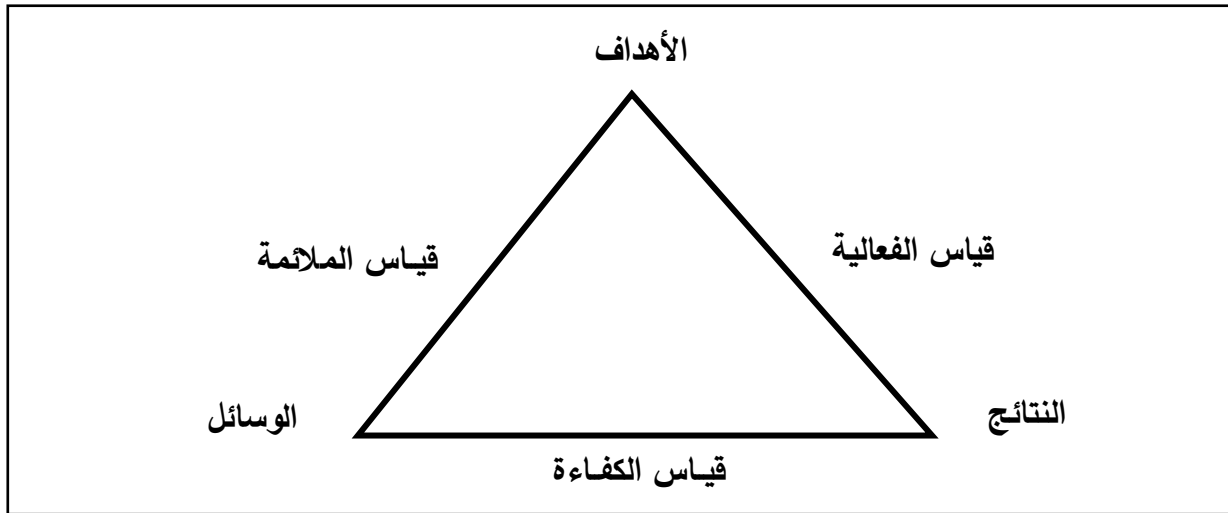 الأهداف
قياس الفعالية
قياس الملائمة
النتائج
الوسائل
قياس الكفاءة